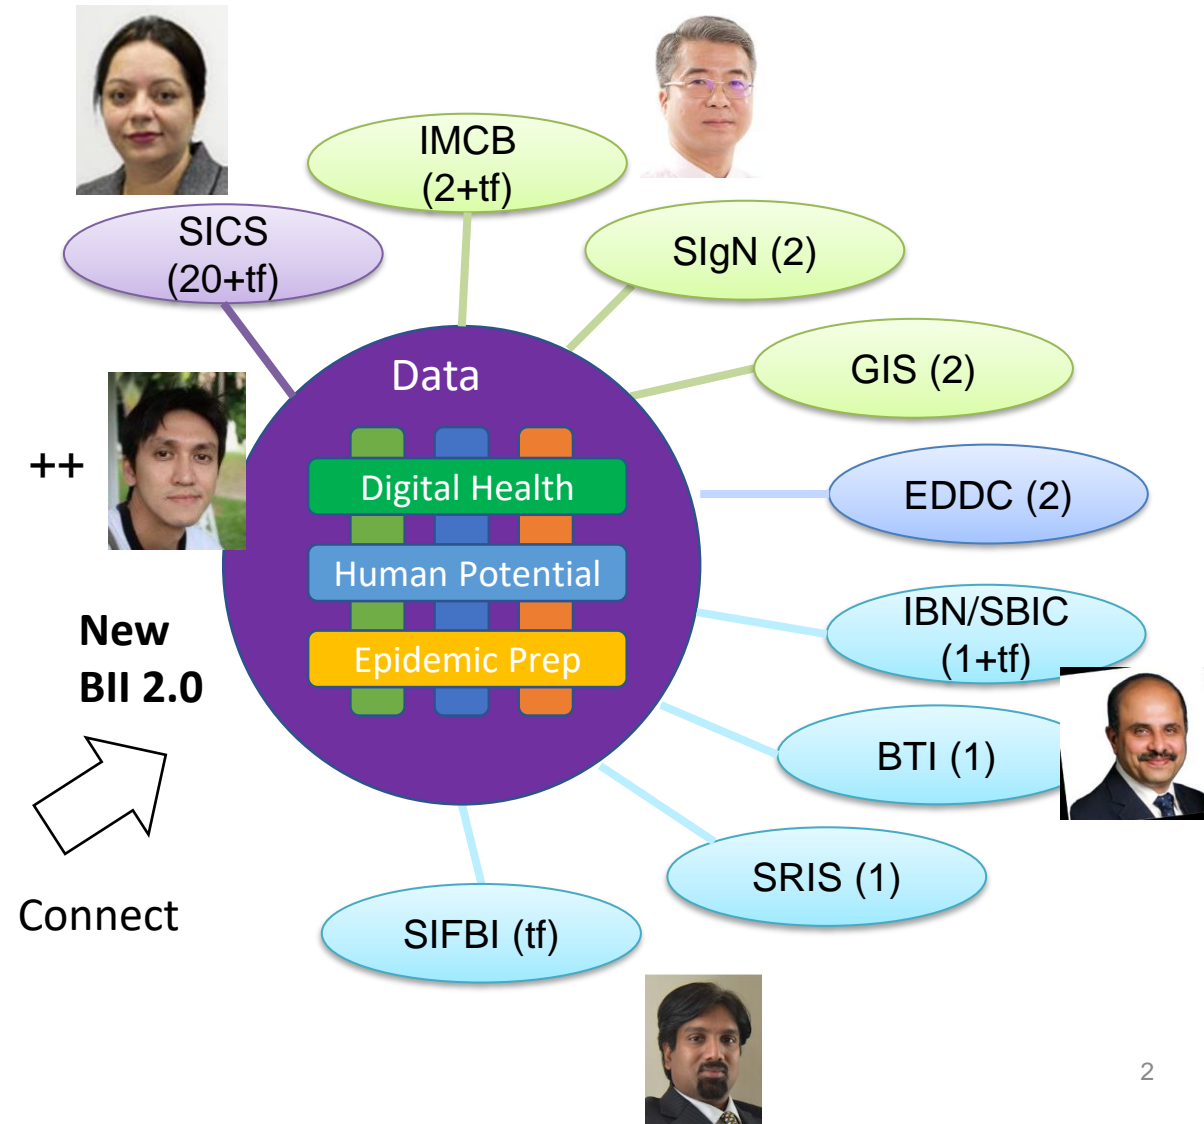 IMCB
(2+tf)
SICS
(20+tf)
SIgN (2)
GIS (2)
Data
++
Digital Health
EDDC (2)
Human Potential
IBN/SBIC
(1+tf)
New
BII 2.0
Epidemic Prep
BTI (1)
SRIS (1)
Connect
SIFBI (tf)
2